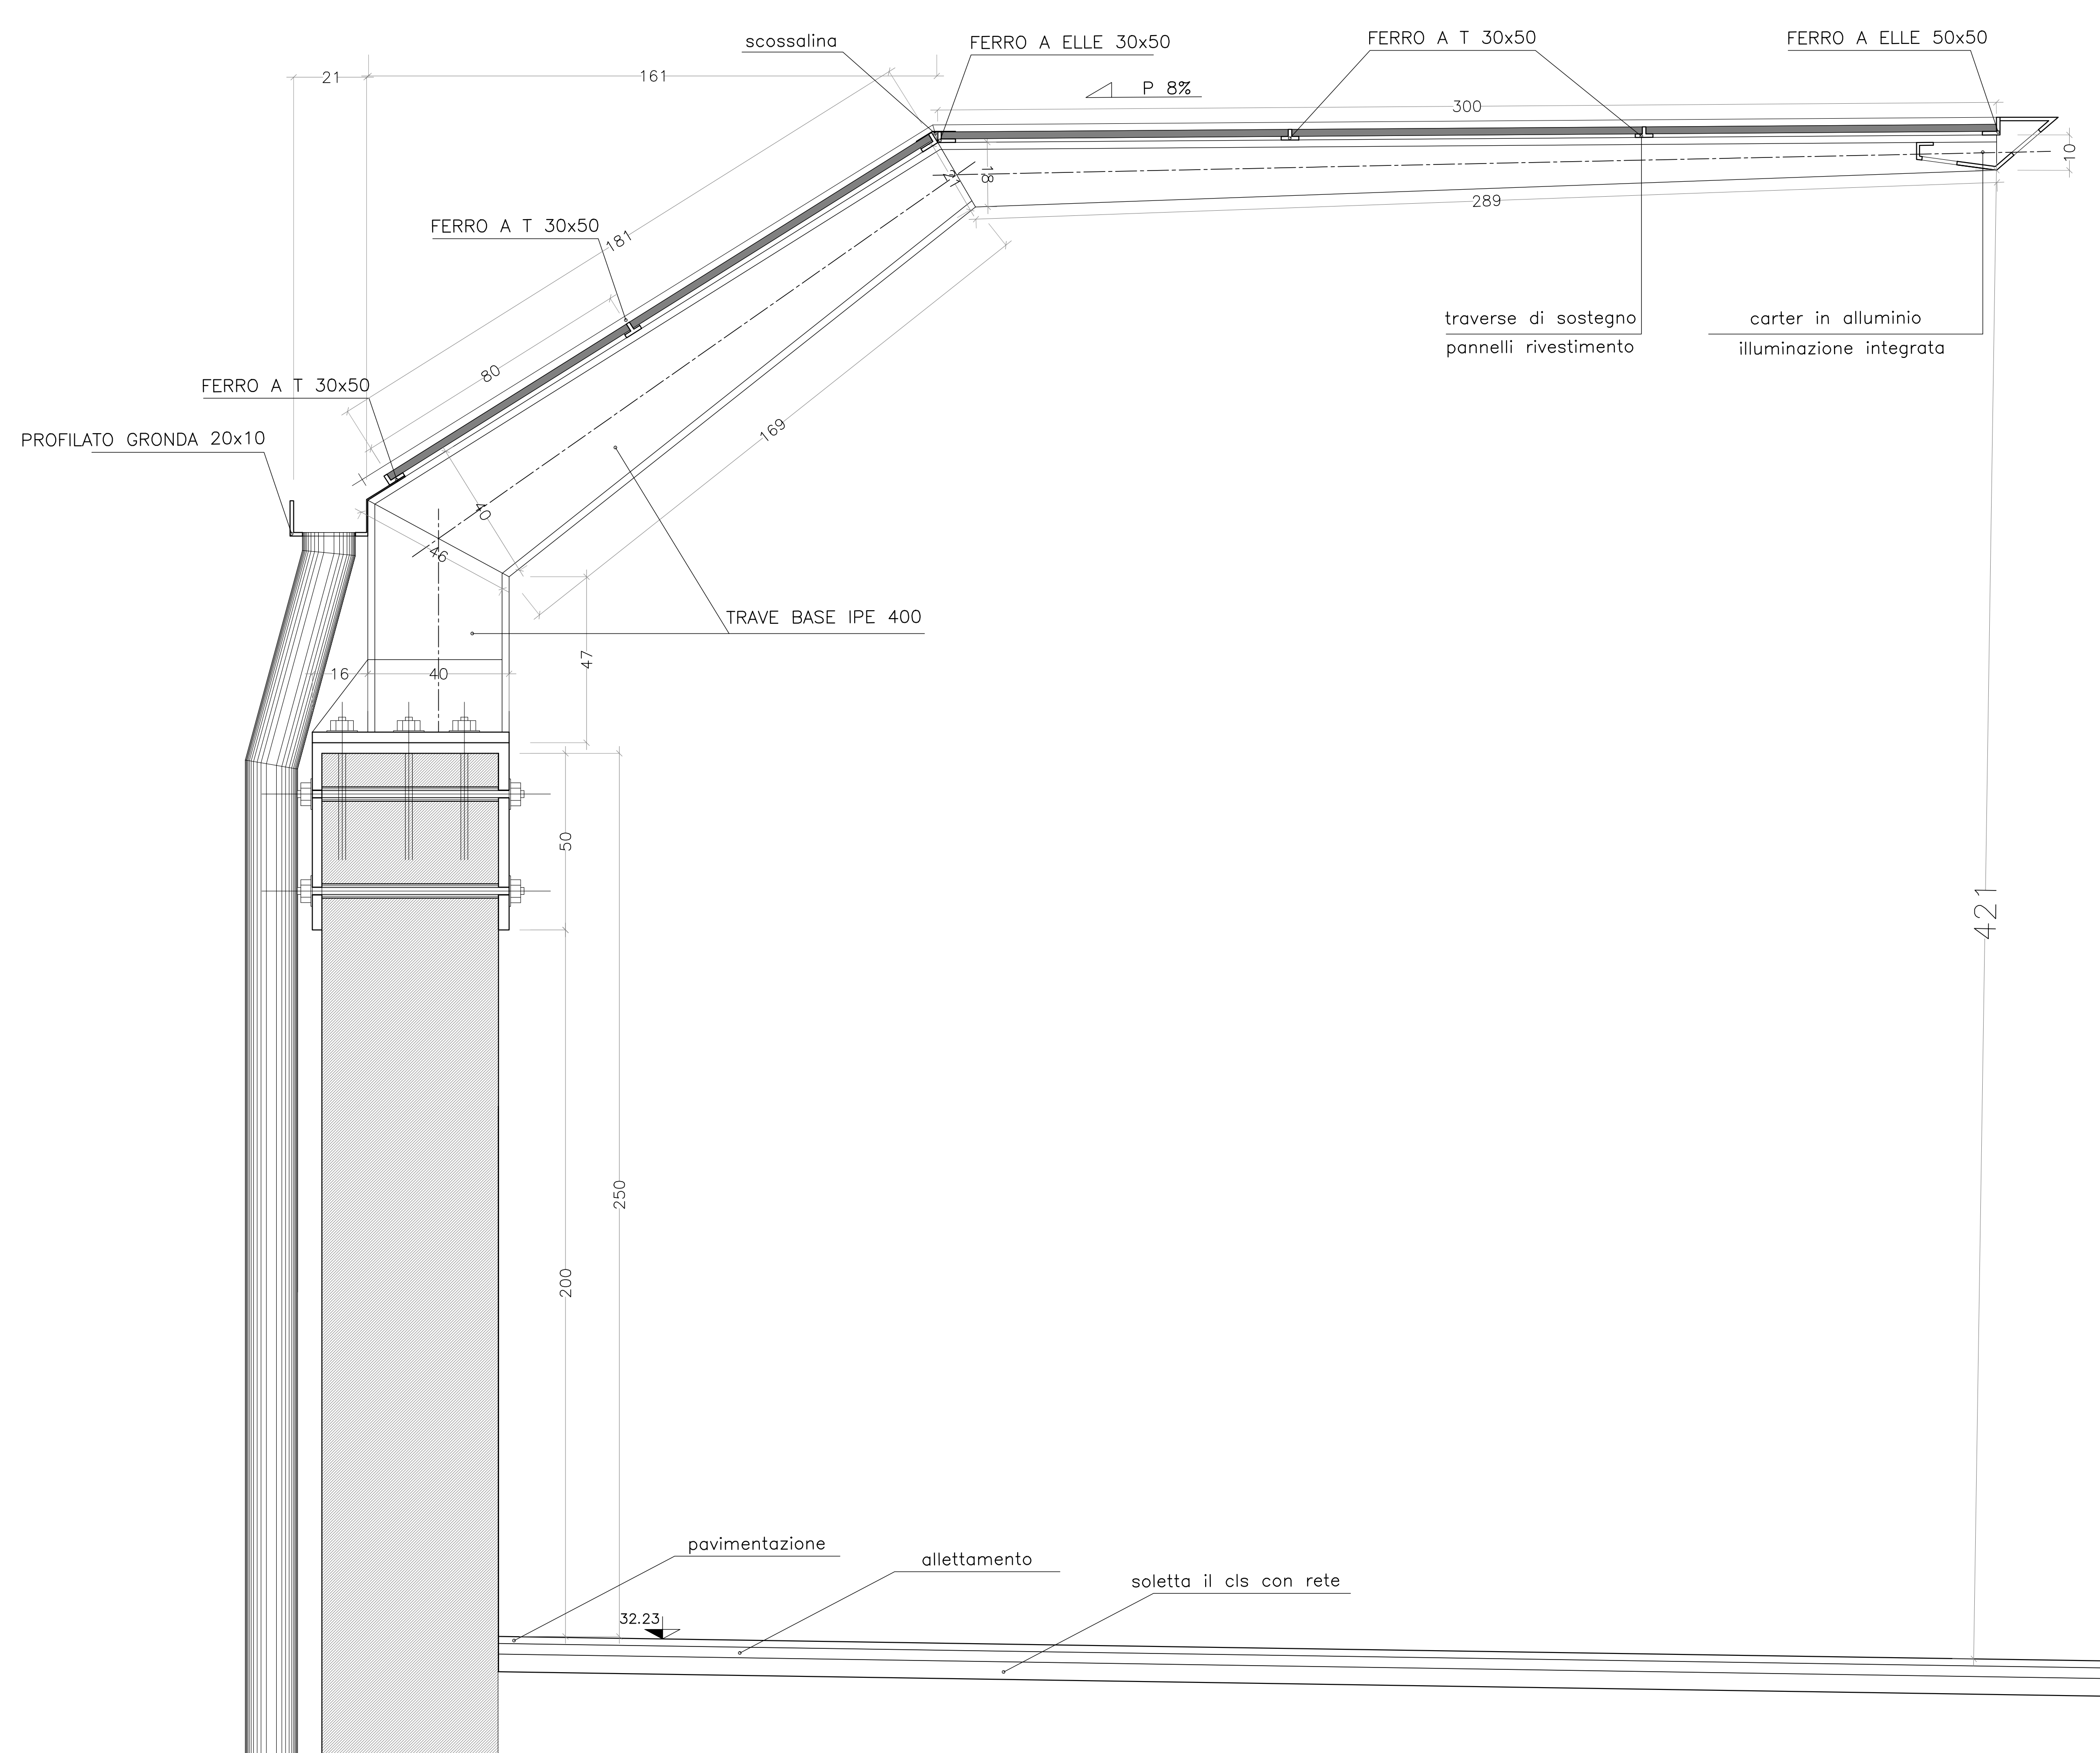 scossalina
FERRO A ELLE 30x50
FERRO A T 30x50
FERRO A ELLE 50x50
21
161
P 8%
300
10
18
289
FERRO A T 30x50
181
80
169
FERRO A T 30x50
PROFILATO GRONDA 20x10
40
46
traverse di sostegno
pannelli rivestimento
carter in alluminio
illuminazione integrata
TRAVE BASE IPE 400
47
16
40
50
421
250
200
pavimentazione
allettamento
soletta il cls con rete
32.23